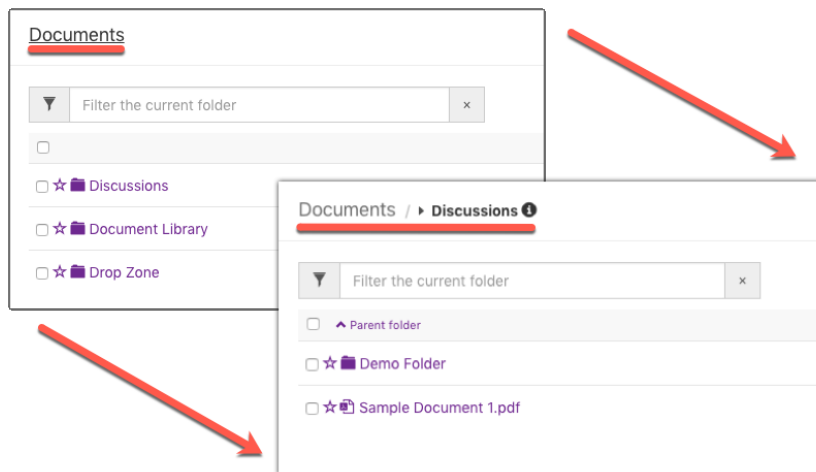 Documents
Filter the current folder ×
Discussions
Document Library
Drop Zone
Documents / Discussions
Filter the current folder ×
Parent folder
Demo Folder
Sample Document 1.pdf